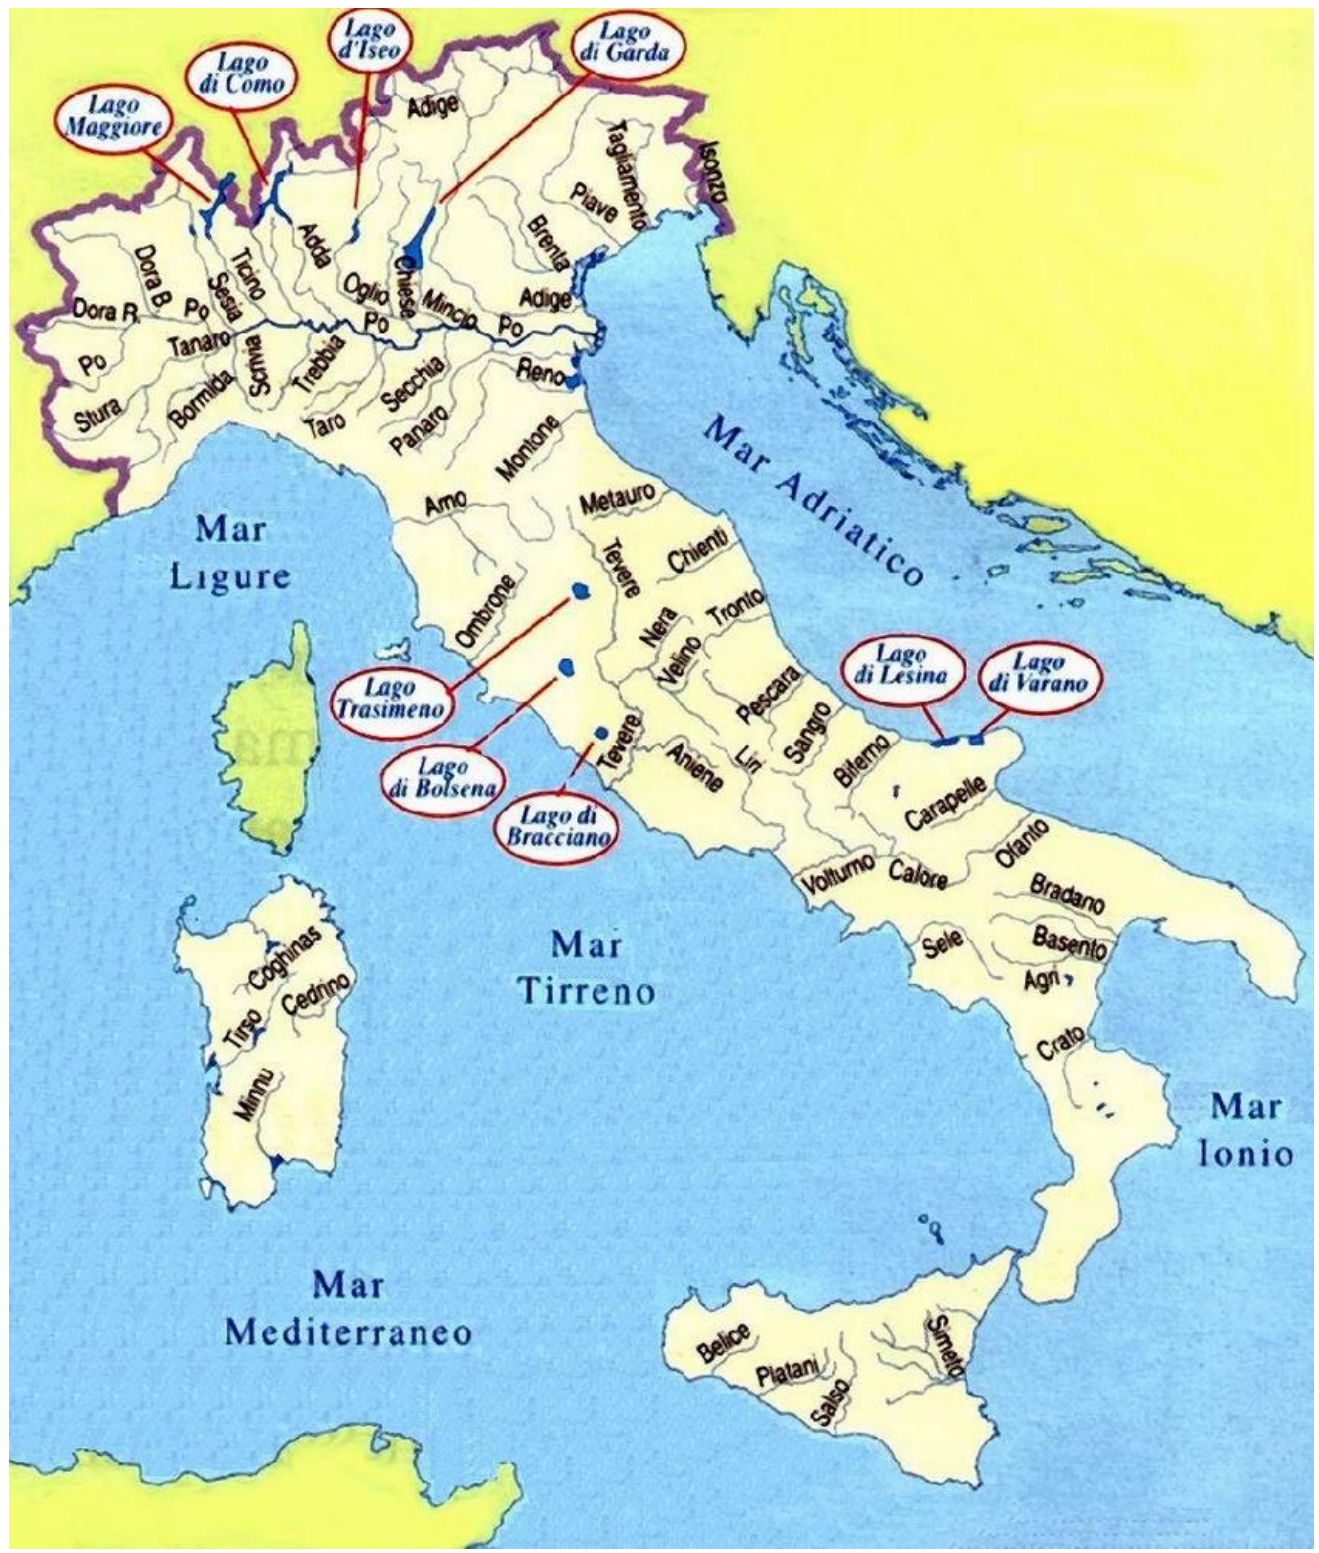 Lago
d'Iseo
Lago
di Garda
Lago
di Como
Lago
Maggiore
Adige
Tagliamento
Isonzo
Piave
Brenta
Adda
Ticino
Dora B.
Sesia
Chiese
Oglio
Mincio
Adige
Dora R.
Po
Po
Po
Tanaro
Po
Scrivia
Trebbia
Secchia
Reno
Stura
Bormida
Taro
Panaro
Montone
Mar Adriatico
Arno
Metauro
Mar
Ligure
Tevere
Chienti
Ombrone
Nera
Tronto
Velino
Lago
Trasimeno
Lago
di Lesina
Lago
di Varano
Pescara
Sangro
Tevere
Aniene
Liri
Biferno
Lago
di Bolsena
Lago di
Bracciano
Carapelle
Ofanto
Volturno
Calore
Bradano
Mar
Tirreno
Sele
Basento
Agri
Coghinas
Cedrino
Tirso
Crato
Minnu
Mar
Ionio
Mar
Mediterraneo
Belice
Platani
Salso
Simeto